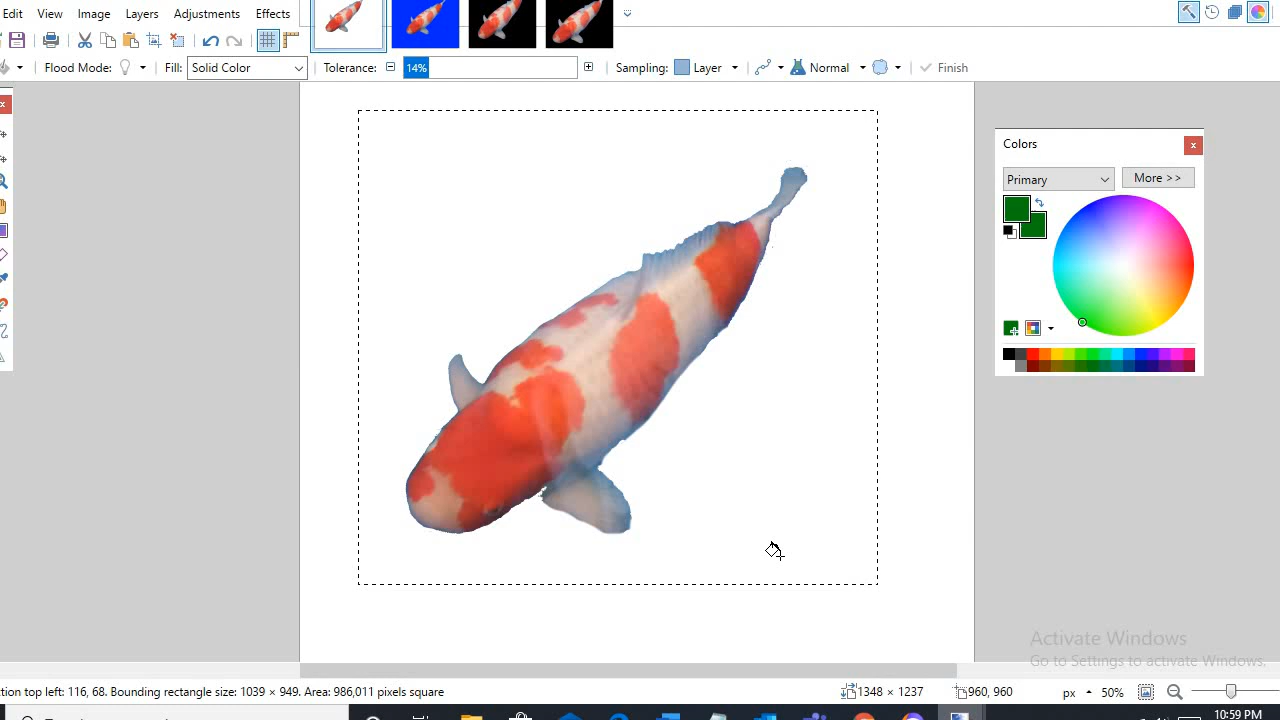 Edit View Image Layers Adjustments Effects
Flood Mode: Fill: Solid Color Tolerance: 14% Sampling: Layer Normal Finish
Colors
Primary More >>
Activate Windows
Go to Settings to activate Windows.
tion top left: 116, 68. Bounding rectangle size: 1039 × 949. Area: 986,011 pixels square 1348 × 1237 960, 960 px 50%
10:59 PM